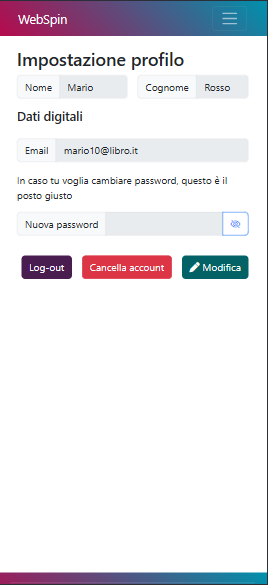 WebSpin
Impostazione profilo
Nome Mario Cognome Rosso
Dati digitali
Email mario10@libro.it
In caso tu voglia cambiare password, questo è il
posto giusto
Nuova password
Log-out Cancella account Modifica